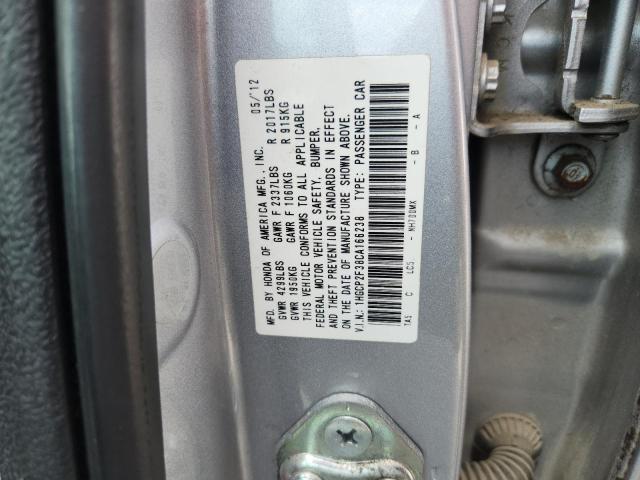 MFD. BY HONDA OF AMERICA MFG., INC. 05/'12
GVWR 4299LBS GAWR F 2337LBS R 2017LBS
GVWR 1950KG GAWR F 1060KG R 915KG
THIS VEHICLE CONFORMS TO ALL APPLICABLE
FEDERAL MOTOR VEHICLE SAFETY, BUMPER,
AND THEFT PREVENTION STANDARDS IN EFFECT
ON THE DATE OF MANUFACTURE SHOWN ABOVE.
V.I.N.: 1HGCP2F38CA166238 TYPE: PASSENGER CAR
TA5 C LC5 - NH700MX - B - A